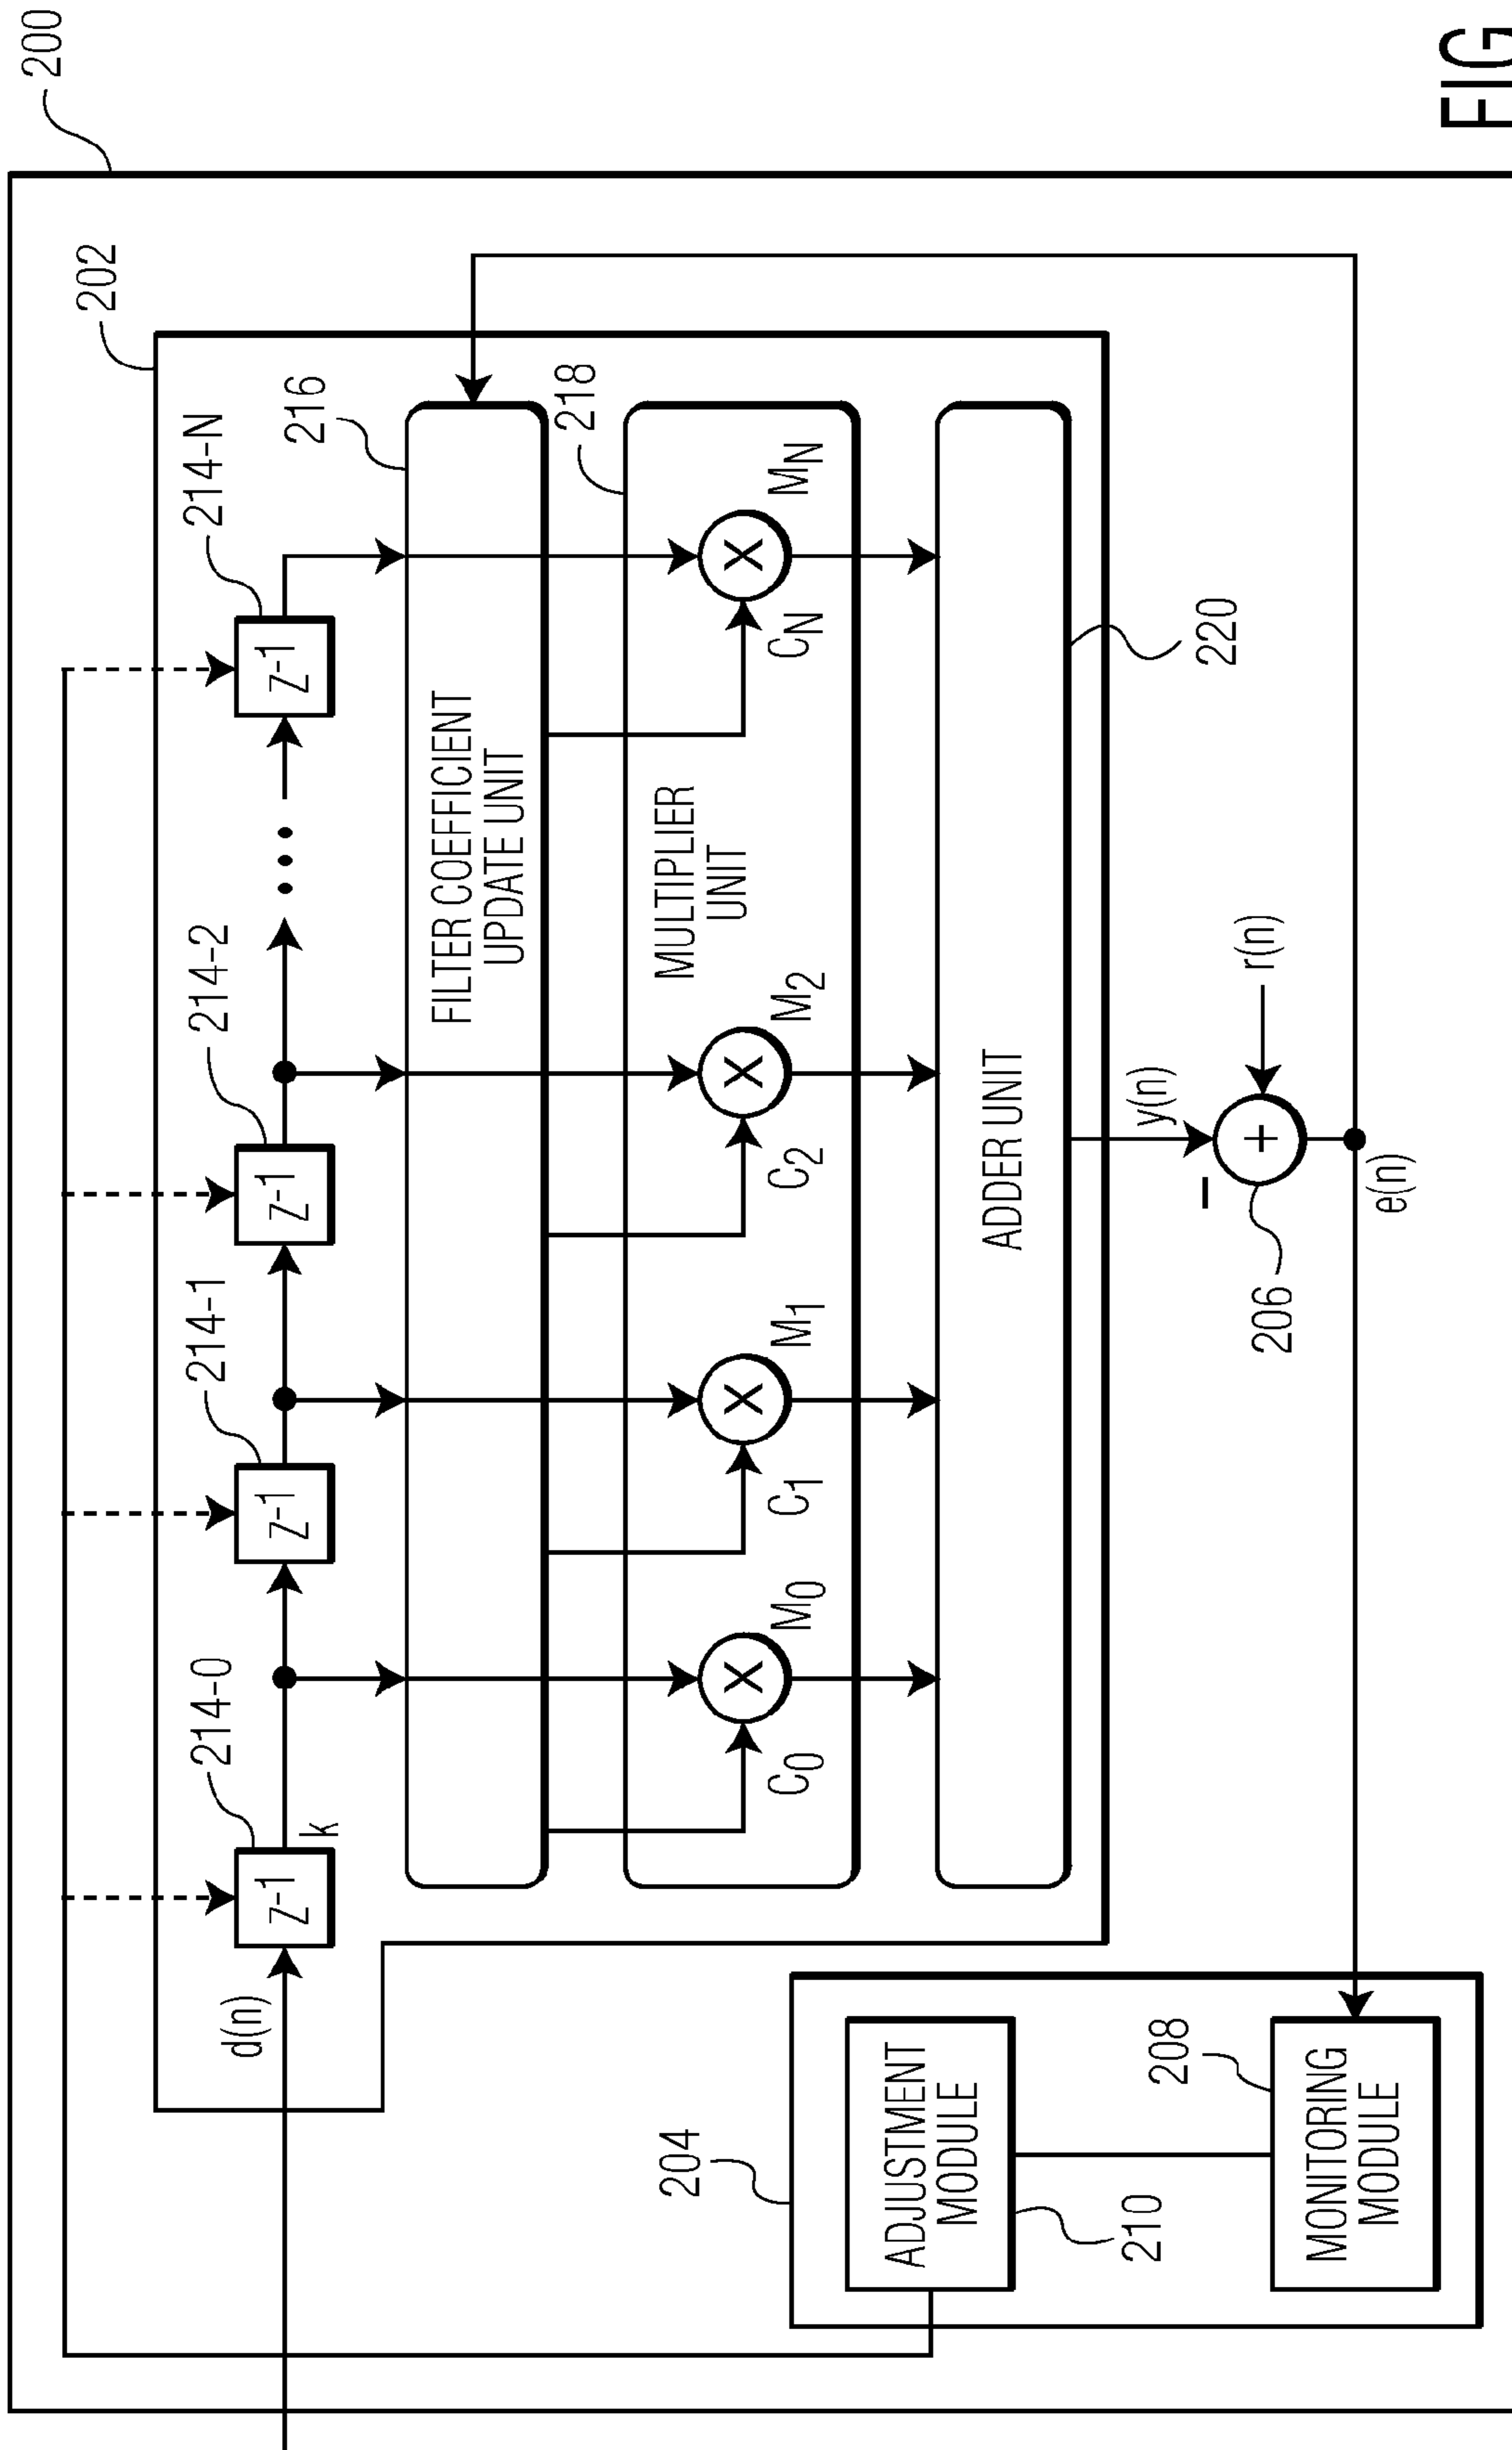 200
202
214-0
214-1
214-2
214-N
d(n)
Z-1
k
Z-1
Z-1
...
Z-1
216
FILTER COEFFICIENT
UPDATE UNIT
218
MULTIPLIER
UNIT
C0
M0
C1
M1
C2
M2
CN
MN
X
X
X
X
ADDER UNIT
220
204
ADJUSTMENT
MODULE
210
208
MONITORING
MODULE
y(n)
–
+
r(n)
206
e(n)
FIG